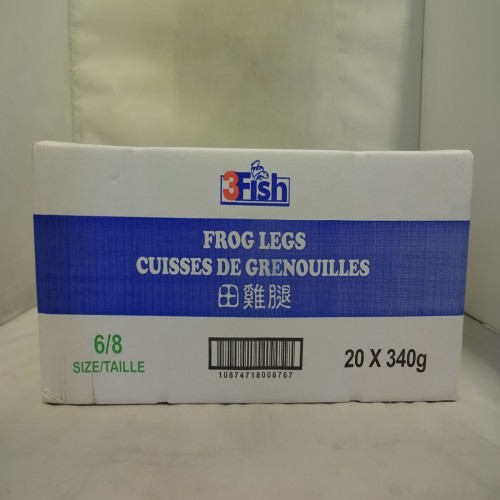 3Fish
FROG LEGS
CUISSES DE GRENOUILLES
田雞腿
6/8
SIZE/TAILLE
10874718008767
20 X 340g